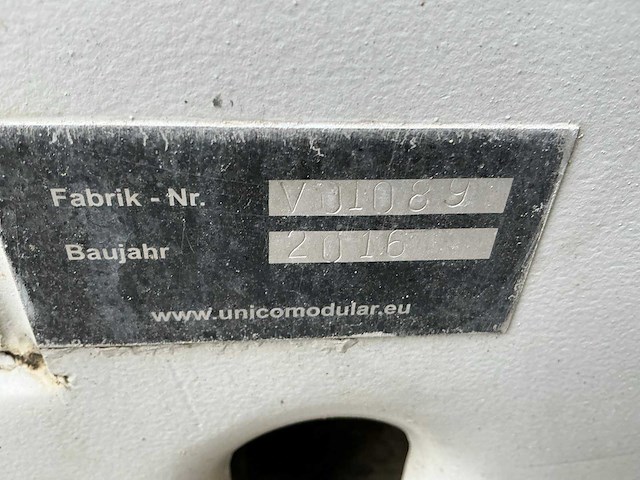 Fabrik - Nr. V01089
Baujahr 2016
www.unicomodular.eu